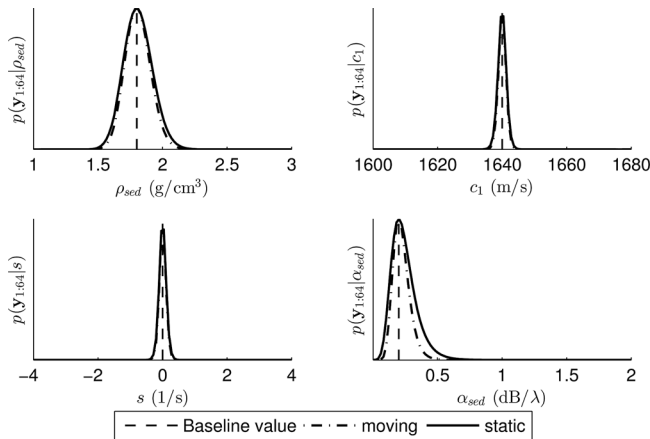 p(y1:64|ρsed)
1 1.5 2 2.5 3
ρsed (g/cm³)
p(y1:64|c1)
1600 1620 1640 1660 1680
c1 (m/s)
p(y1:64|s)
−4 −2 0 2 4
s (1/s)
p(y1:64|αsed)
0.5 1 1.5 2
αsed (dB/λ)
Baseline value moving static